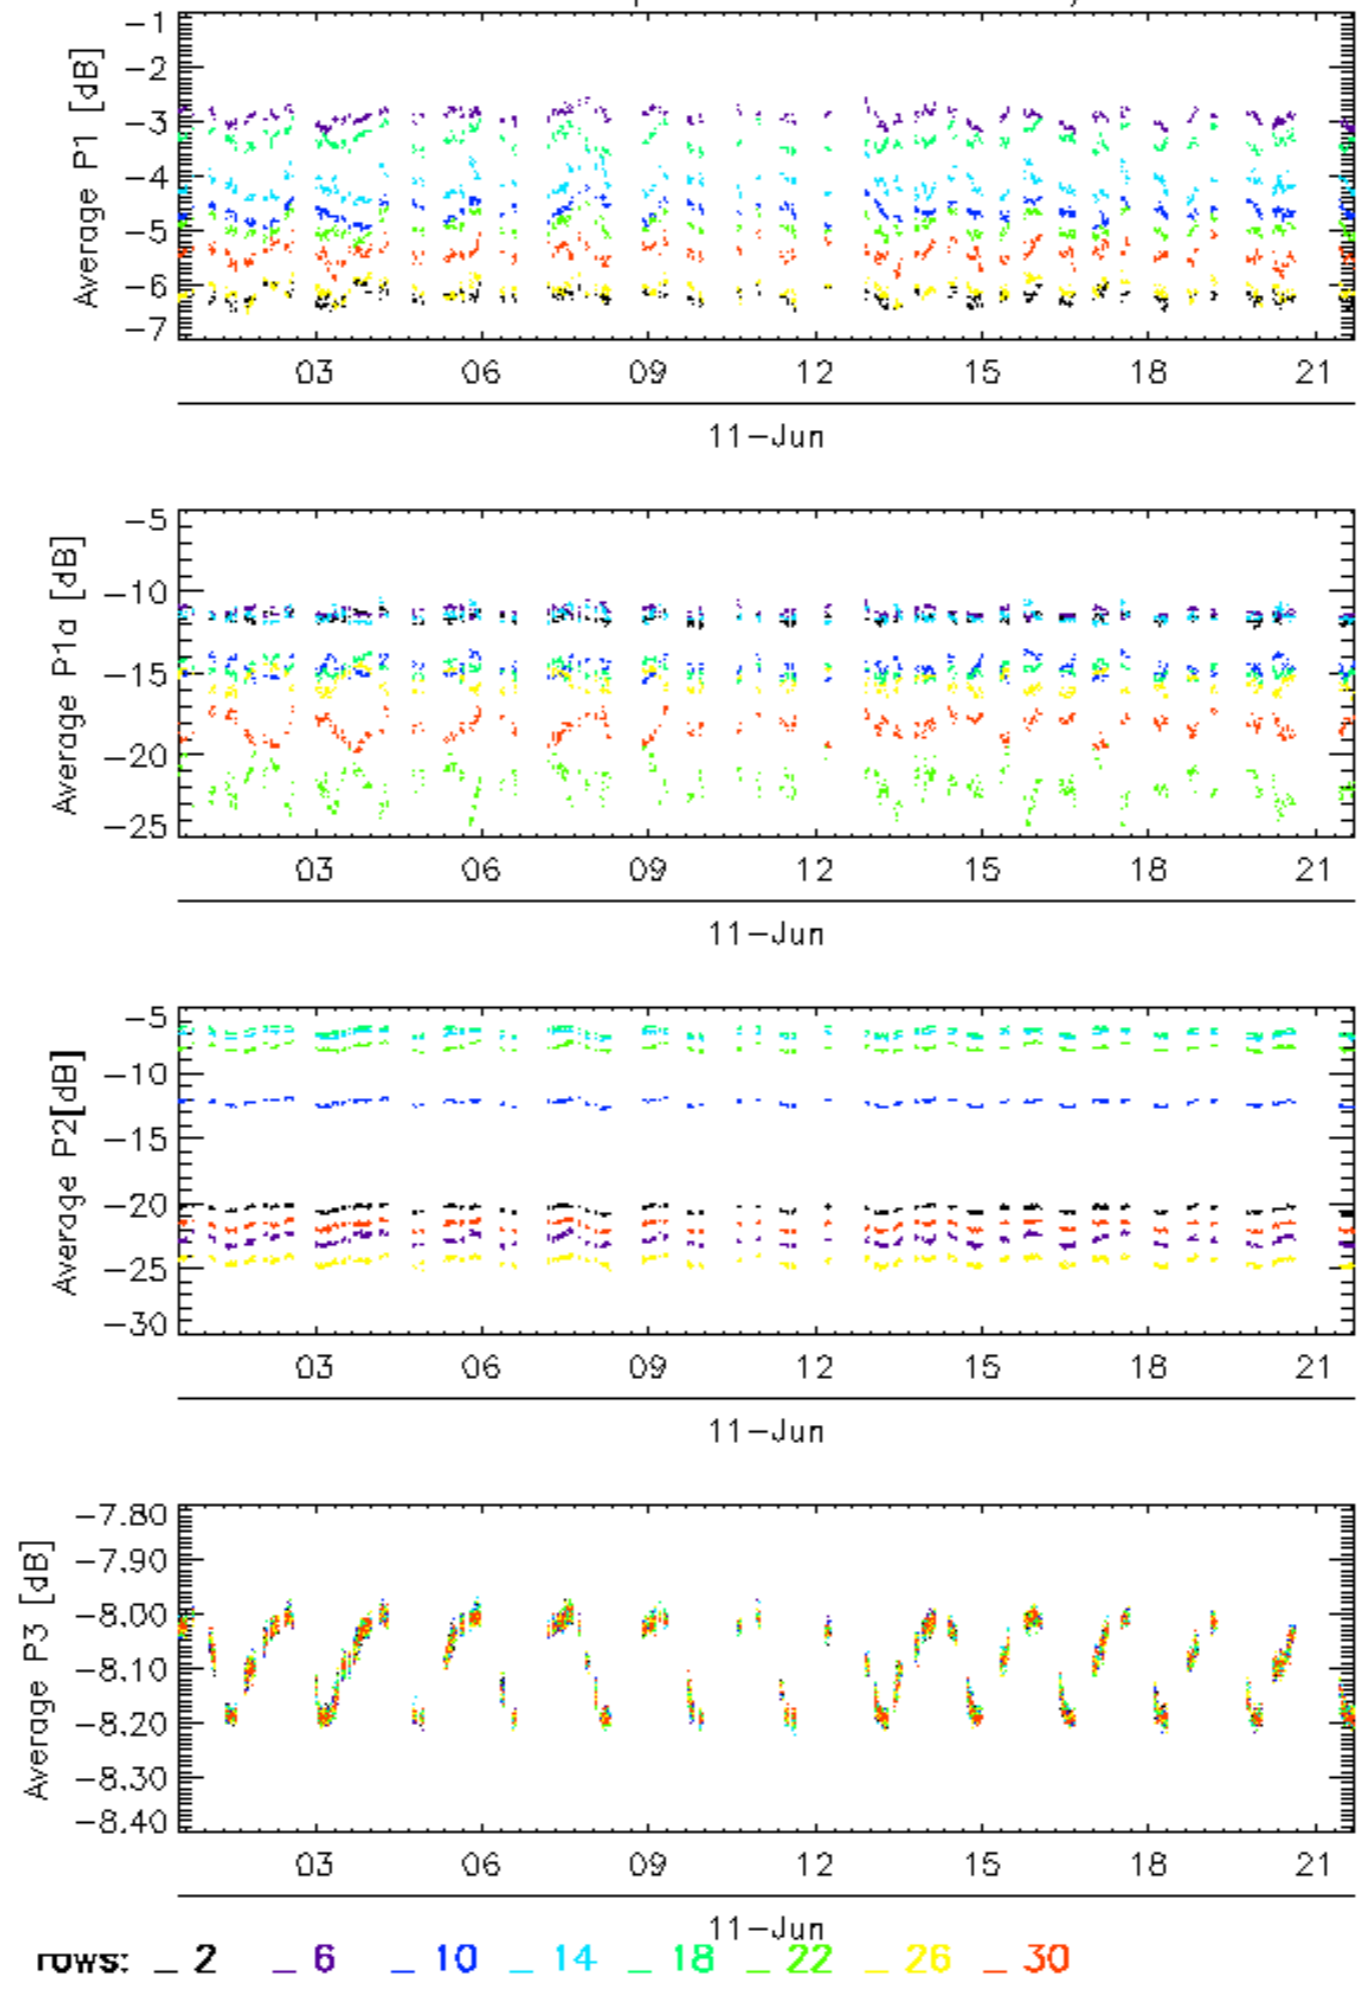 Average P1 [dB]
-1
-2
-3
-4
-5
-6
-7
03 06 09 12 15 18 21
11-Jun
Average P1a [dB]
-5
-10
-15
-20
-25
03 06 09 12 15 18 21
11-Jun
Average P2[dB]
-5
-10
-15
-20
-25
-30
03 06 09 12 15 18 21
11-Jun
Average P3 [dB]
-7.80
-7.90
-8.00
-8.10
-8.20
-8.30
-8.40
03 06 09 12 15 18 21
11-Jun
rows: _ 2 _ 6 _ 10 _ 14 _ 18 _ 22 _ 26 _ 30